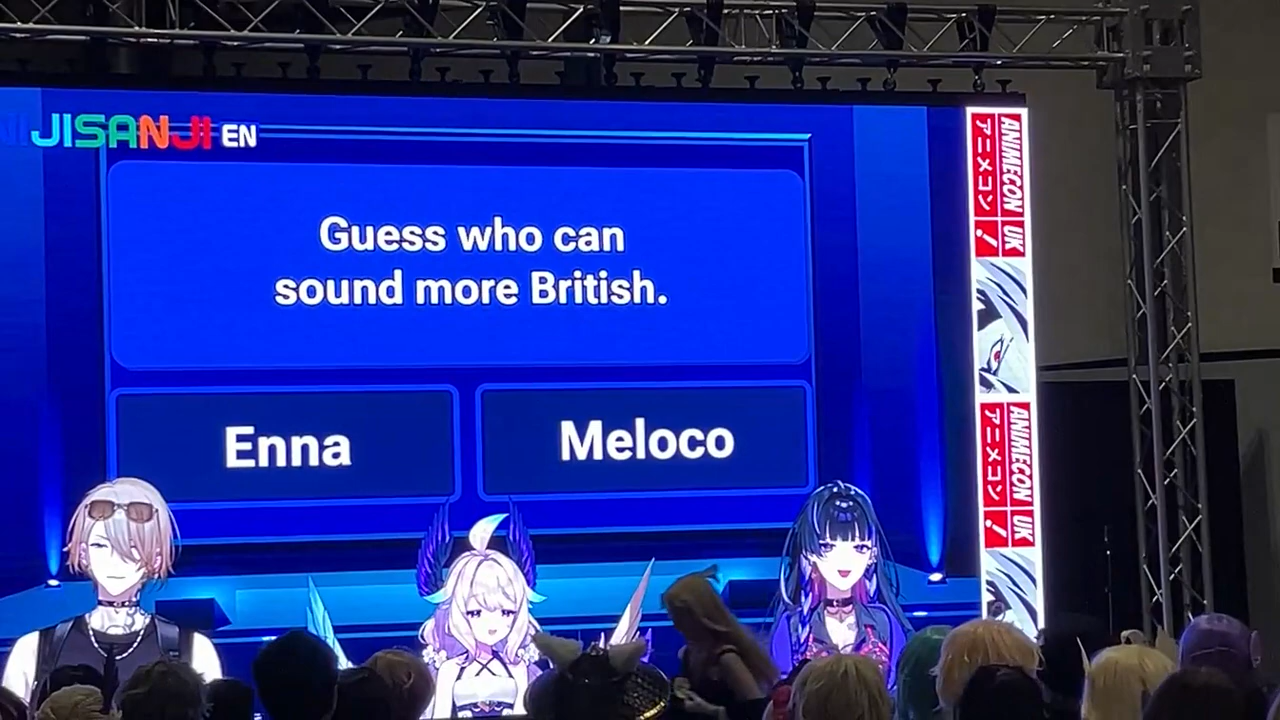 NIJISANJI EN
Guess who can
sound more British.
Enna
Meloco
ANIMECON UK
アニメコン !
ANIMECON UK
アニメコン !